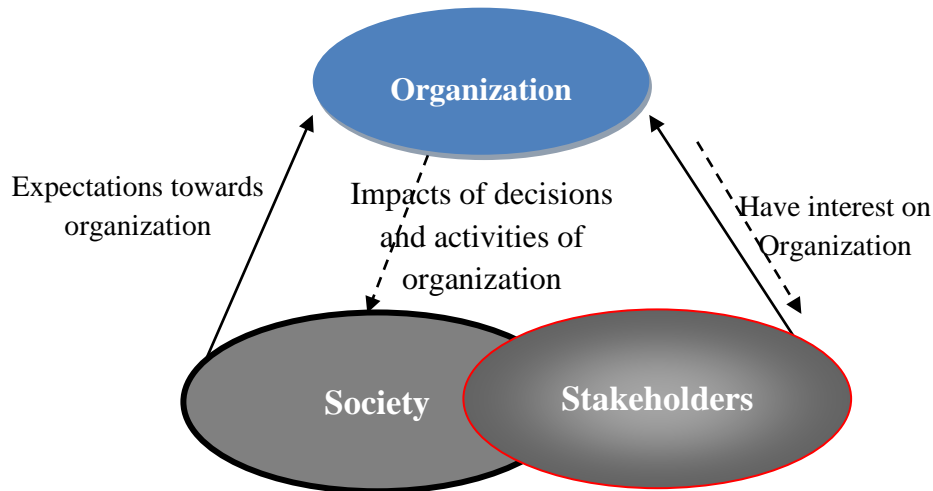 Organization
Expectations towards
organization
Impacts of decisions
and activities of
organization
Have interest on
Organization
Society
Stakeholders